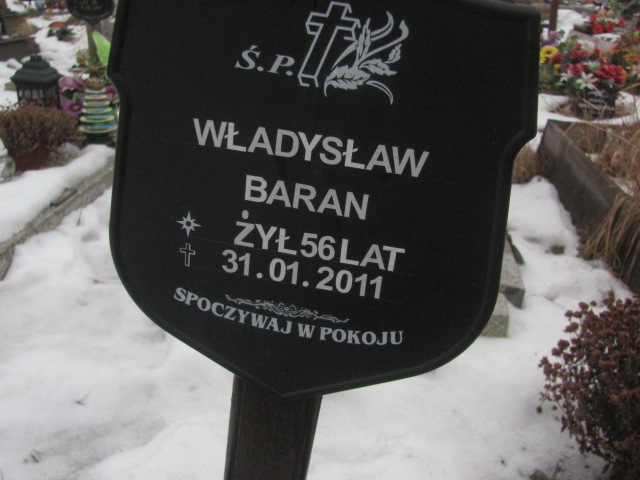 Ś.P.
WŁADYSŁAW
BARAN
ŻYŁ 56 LAT
31.01.2011
SPOCZYWAJ W POKOJU